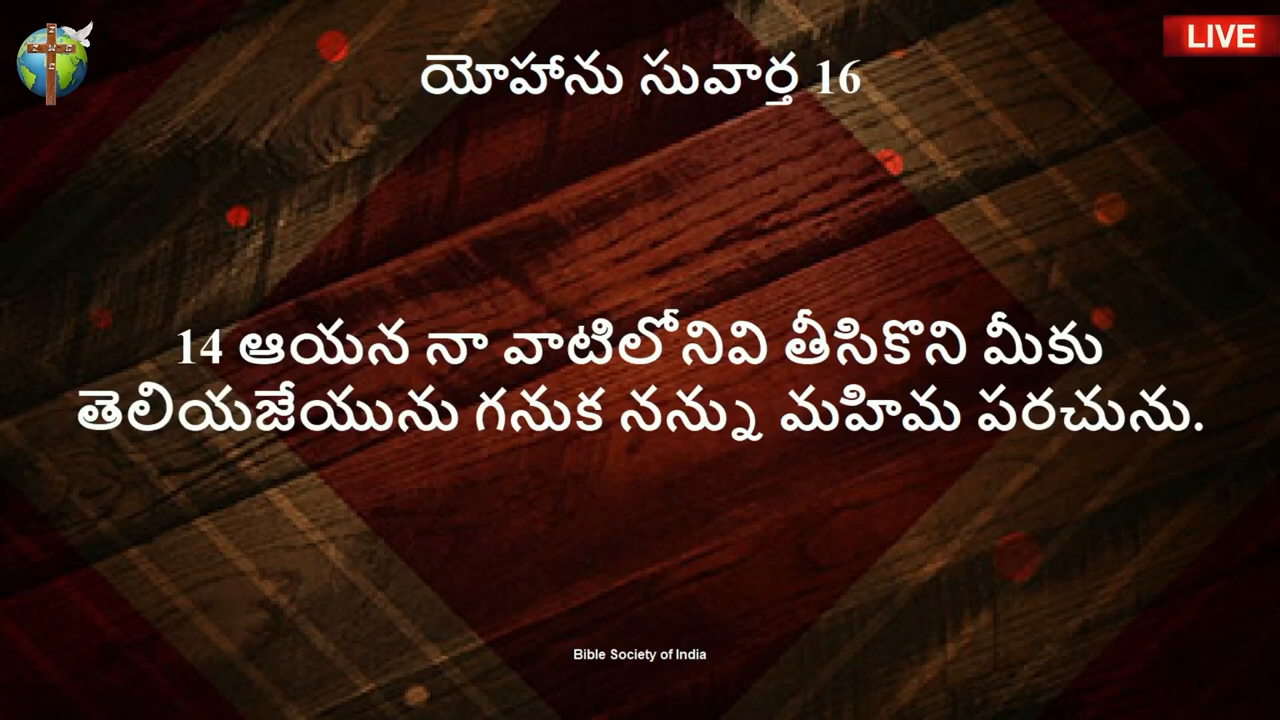 LIVE
యోహాను సువార్త 16
14 ఆయన నా వాటిలోనివి తీసికొని మీకు
తెలియజేయును గనుక నన్ను మహిమ పరచును.
Bible Society of India